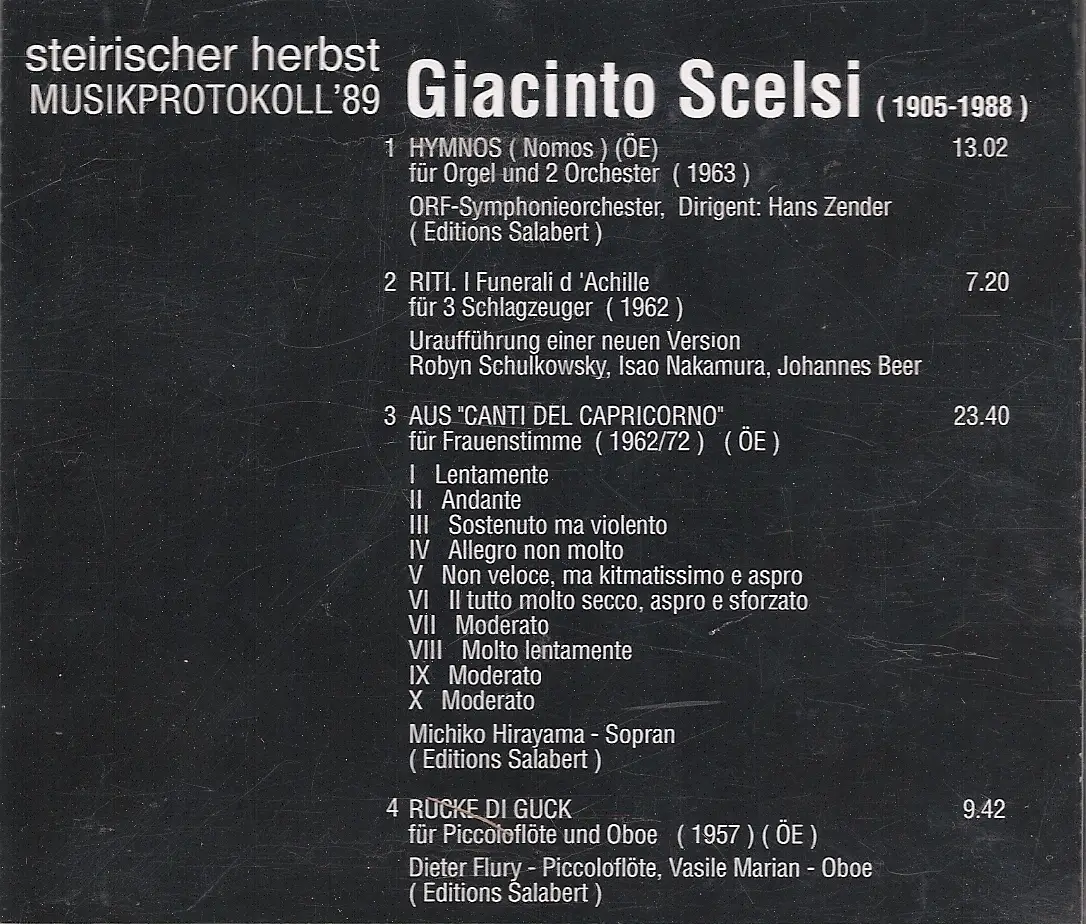 steirischer herbst
MUSIKPROTOKOLL'89
Giacinto Scelsi ( 1905-1988 )
1 HYMNOS ( Nomos ) (ÖE) 13.02
für Orgel und 2 Orchester ( 1963 )
ORF-Symphonieorchester, Dirigent: Hans Zender
( Editions Salabert )
2 RITI. I Funerali d 'Achille 7.20
für 3 Schlagzeuger ( 1962 )
Uraufführung einer neuen Version
Robyn Schulkowsky, Isao Nakamura, Johannes Beer
3 AUS "CANTI DEL CAPRICORNO" 23.40
für Frauenstimme ( 1962/72 ) ( ÖE )
I Lentamente
II Andante
III Sostenuto ma violento
IV Allegro non molto
V Non veloce, ma kitmatissimo e aspro
VI Il tutto molto secco, aspro e sforzato
VII Moderato
VIII Molto lentamente
IX Moderato
X Moderato
Michiko Hirayama - Sopran
( Editions Salabert )
4 RUCKE DI GUCK 9.42
für Piccoloflöte und Oboe ( 1957 ) ( ÖE )
Dieter Flury - Piccoloflöte, Vasile Marian - Oboe
( Editions Salabert )